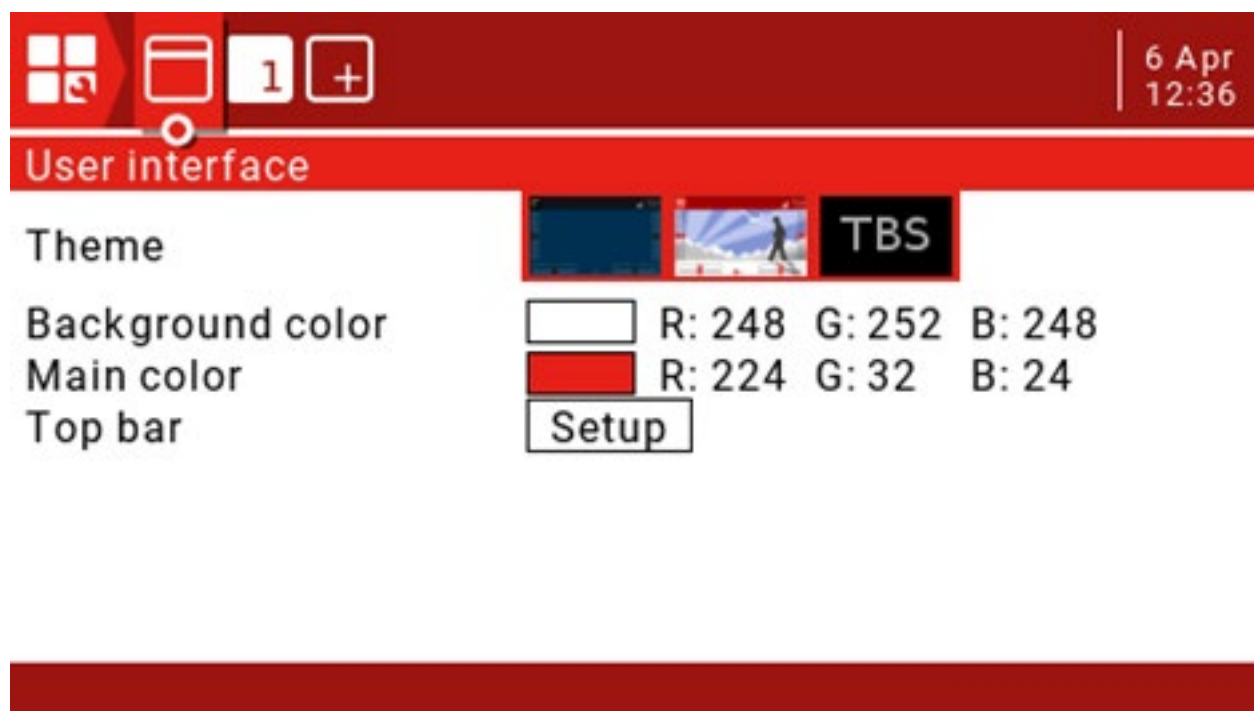 1 +
6 Apr
12:36
User interface
Theme
TBS
Background color R: 248 G: 252 B: 248
Main color R: 224 G: 32 B: 24
Top bar Setup